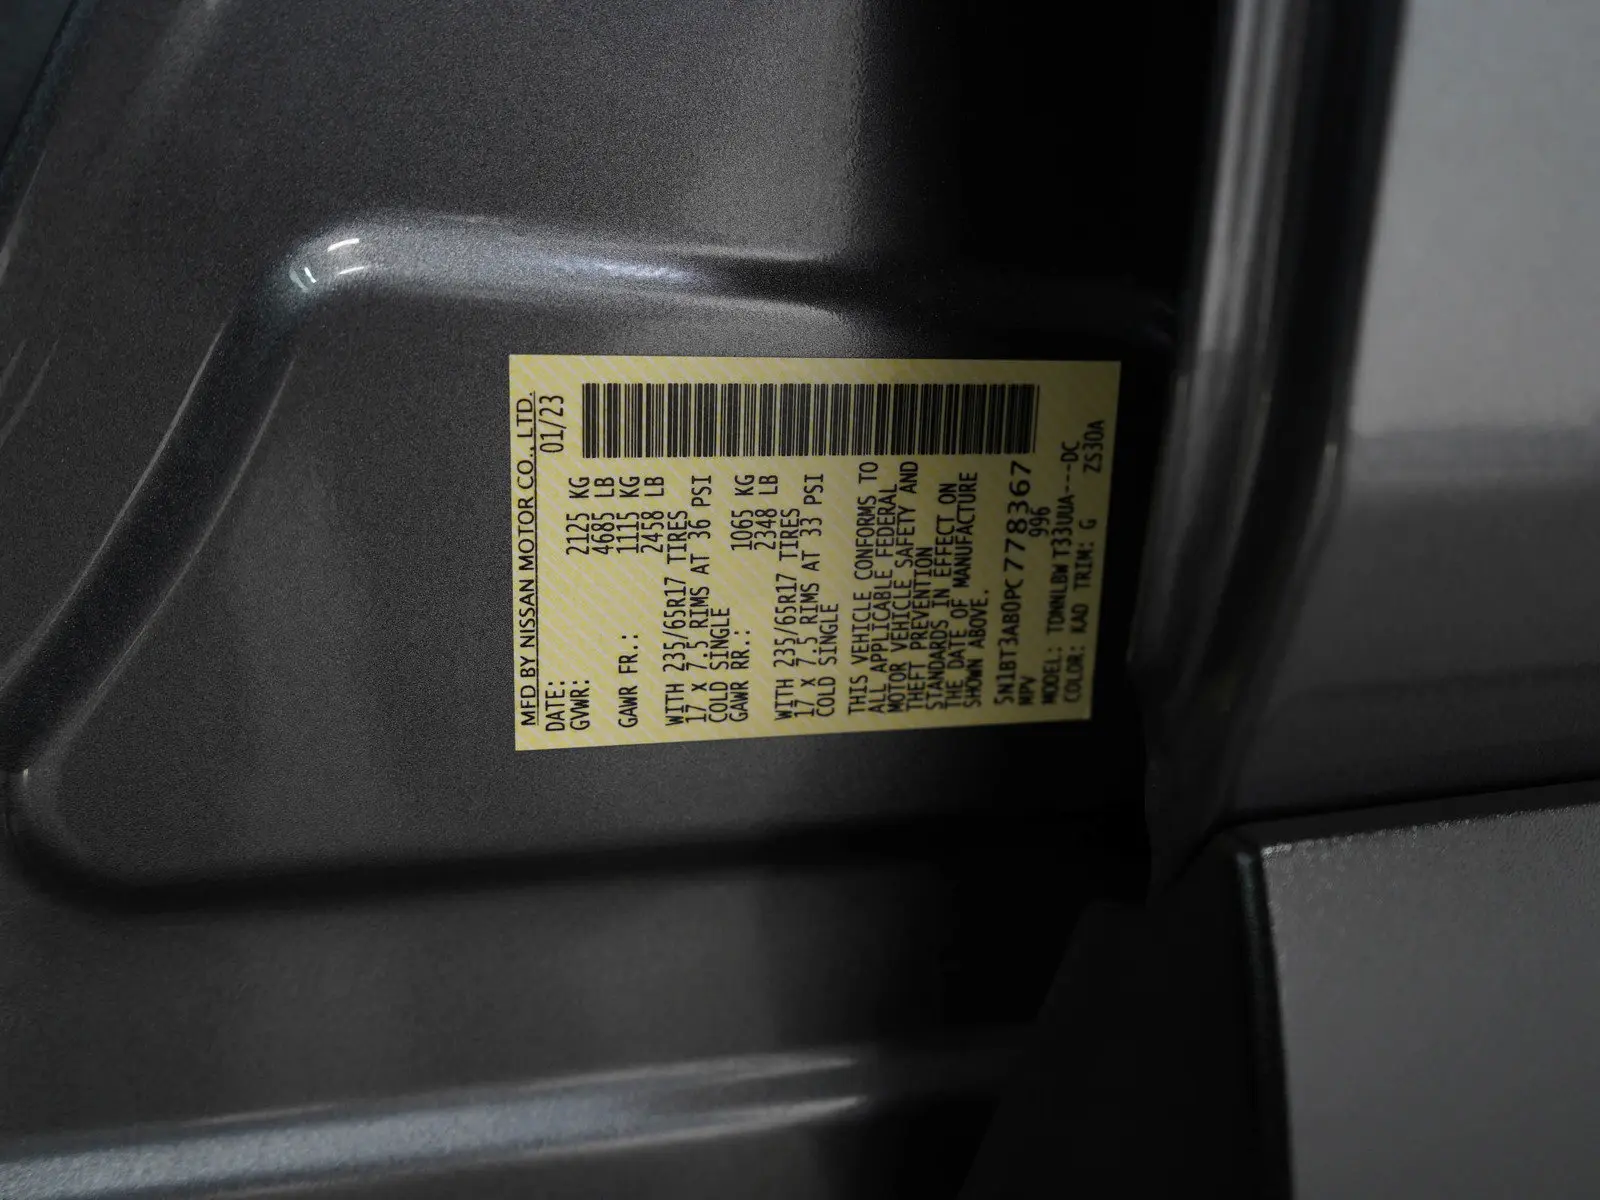 MFD BY NISSAN MOTOR CO., LTD.
DATE: 01/23
GVWR: 2125 KG
4685 LB
GAWR FR.: 1115 KG
2458 LB
WITH 235/65R17 TIRES
17 X 7.5 RIMS AT 36 PSI
COLD SINGLE
GAWR RR.: 1065 KG
2348 LB
WITH 235/65R17 TIRES
17 X 7.5 RIMS AT 33 PSI
COLD SINGLE
THIS VEHICLE CONFORMS TO
ALL APPLICABLE FEDERAL
MOTOR VEHICLE SAFETY AND
THEFT PREVENTION
STANDARDS IN EFFECT ON
THE DATE OF MANUFACTURE
SHOWN ABOVE.
5N1BT3AB0PC778367
MPV 996
MODEL: TDNNLBWT33UUA----DC
COLOR: KAD TRIM: G ZS30A